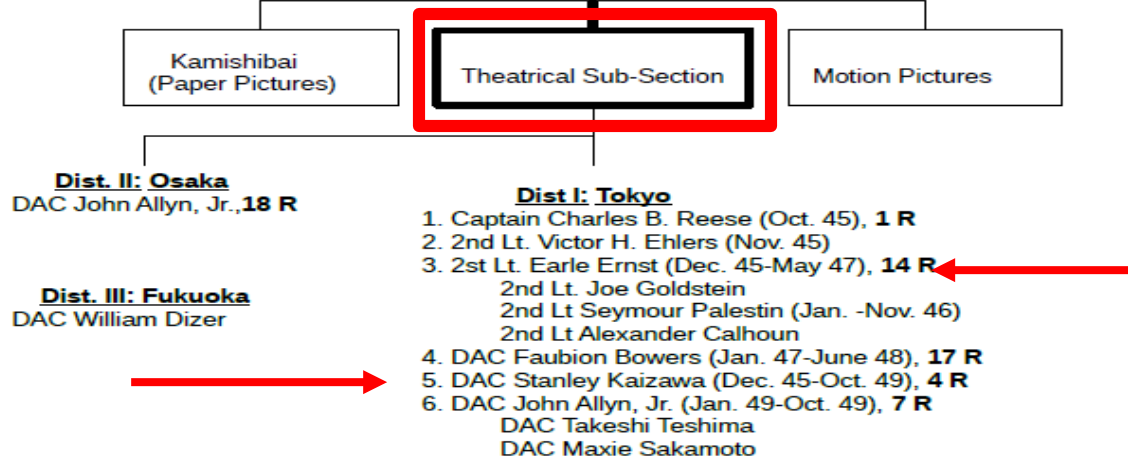 Kamishibai
(Paper Pictures)
Theatrical Sub-Section
Motion Pictures
Dist. II: Osaka
DAC John Allyn, Jr.,18 R
Dist. III: Fukuoka
DAC William Dizer
Dist I: Tokyo
1. Captain Charles B. Reese (Oct. 45), 1 R
2. 2nd Lt. Victor H. Ehlers (Nov. 45)
3. 2st Lt. Earle Ernst (Dec. 45-May 47), 14 R
2nd Lt. Joe Goldstein
2nd Lt Seymour Palestin (Jan. -Nov. 46)
2nd Lt Alexander Calhoun
4. DAC Faubion Bowers (Jan. 47-June 48), 17 R
5. DAC Stanley Kaizawa (Dec. 45-Oct. 49), 4 R
6. DAC John Allyn, Jr. (Jan. 49-Oct. 49), 7 R
DAC Takeshi Teshima
DAC Maxie Sakamoto